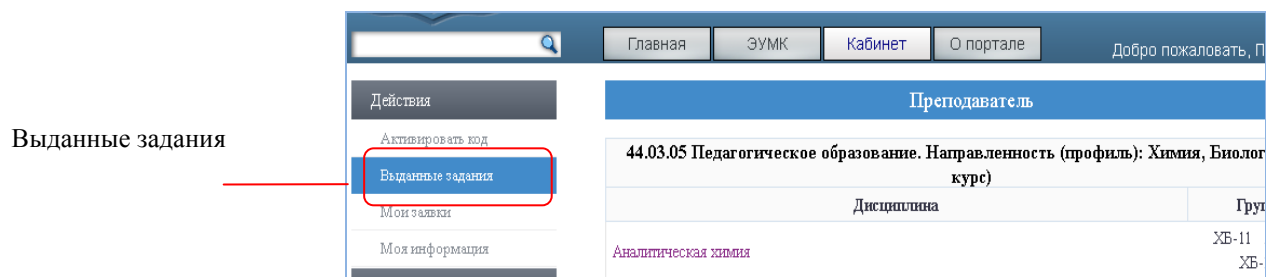 Главная ЭУМК Кабинет О портале
Добро пожаловать,
Действия
Преподаватель
Выданные задания
Активировать код
Выданные задания
Мои заявки
Моя информация
44.03.05 Педагогическое образование. Направленность (профиль): Химия, Биолог
курс)
Дисциплина
Аналитическая химия
ХБ-11
ХБ-